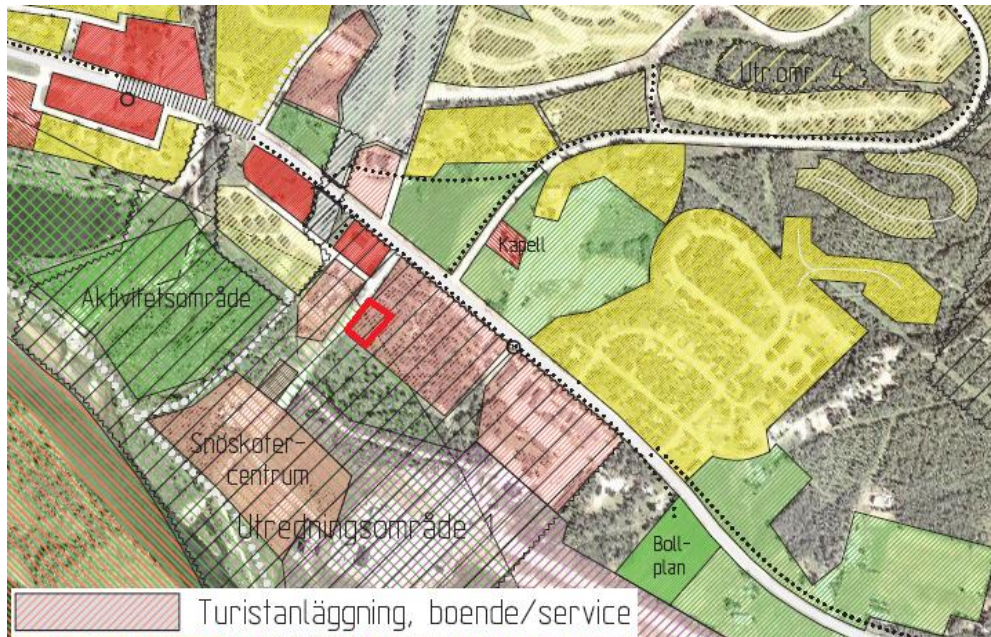 Utr.omr. 4
Kapell
Aktivitetsområde
Snöskoter-
centrum
Utredningsområde 1
Boll-
plan
Turistanläggning, boende/service